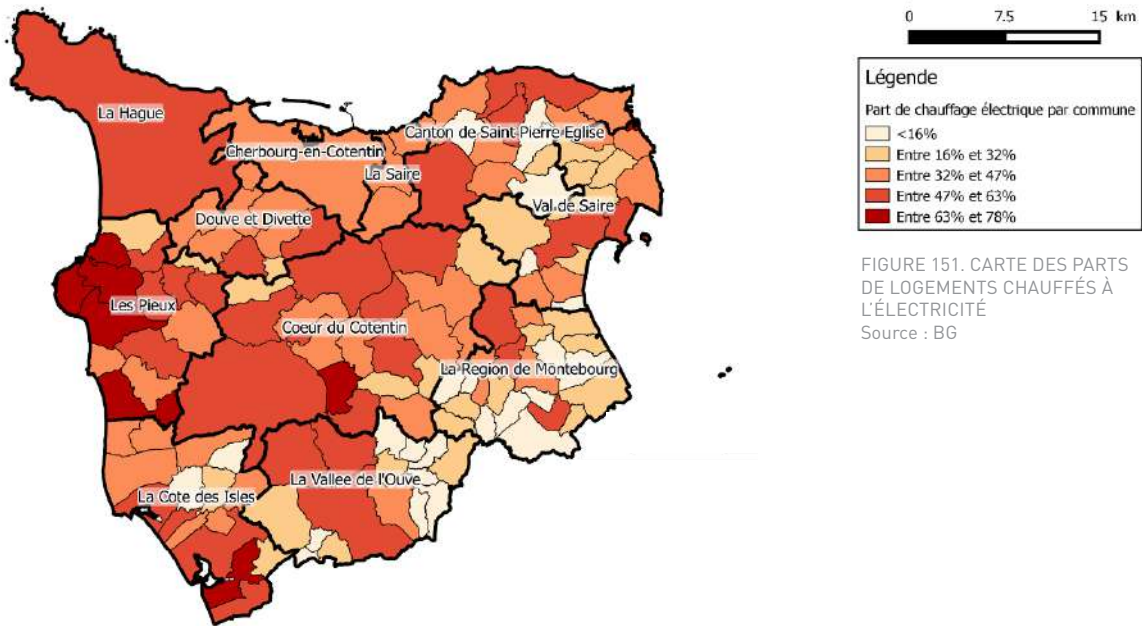 0 7.5 15 km
Légende
Part de chauffage électrique par commune
<16%
Entre 16% et 32%
Entre 32% et 47%
Entre 47% et 63%
Entre 63% et 78%
FIGURE 151. CARTE DES PARTS
DE LOGEMENTS CHAUFFÉS À
L'ÉLECTRICITÉ
Source : BG
La Hague
Canton de Saint-Pierre Eglise
Cherbourg-en-Cotentin
La Saire
Val de Saire
Douve et Divette
Les Pieux
Coeur du Cotentin
La Region de Montebourg
La Vallee de l'Ouve
La Cote des Isles